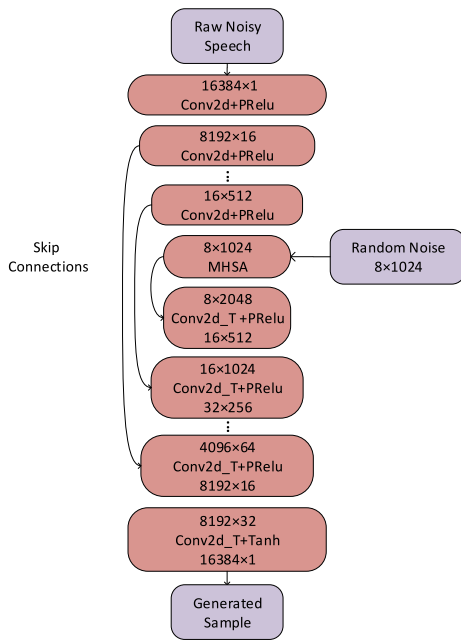 Raw Noisy
Speech
16384×1
Conv2d+PRelu
8192×16
Conv2d+PRelu
16×512
Conv2d+PRelu
Skip
Connections
8×1024
MHSA
Random Noise
8×1024
8×2048
Conv2d_T +PRelu
16×512
16×1024
Conv2d_T+PRelu
32×256
4096×64
Conv2d_T+PRelu
8192×16
8192×32
Conv2d_T+Tanh
16384×1
Generated
Sample